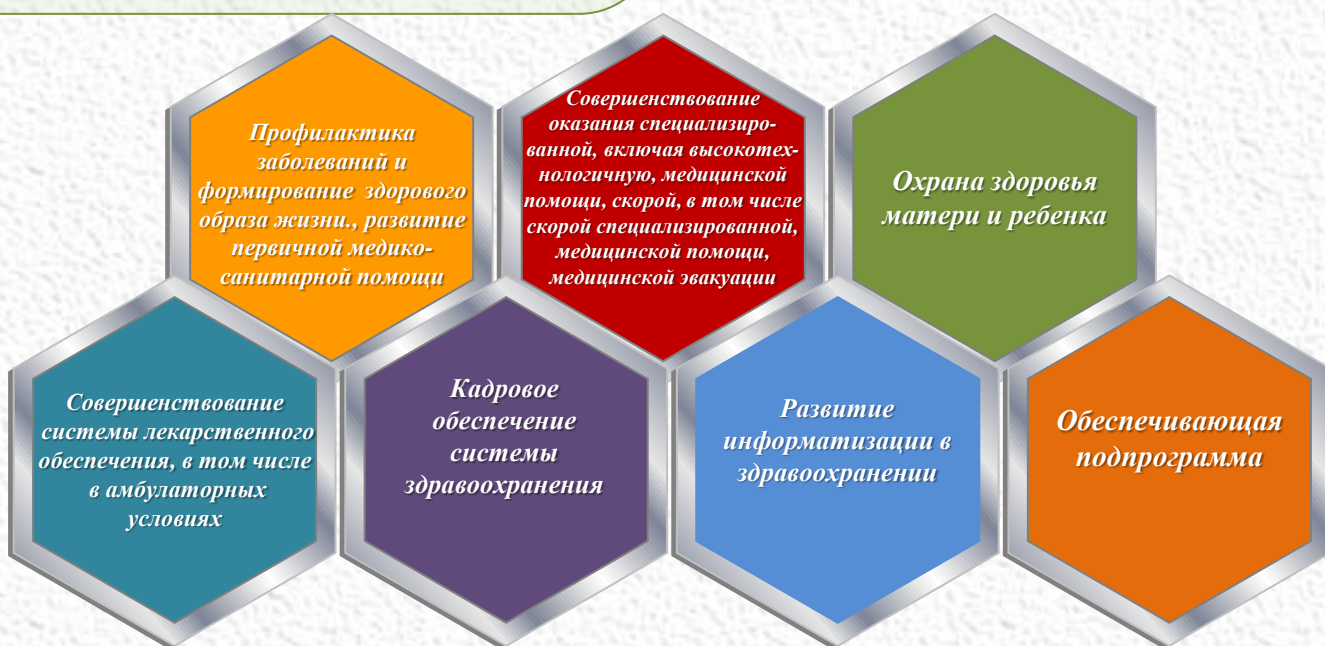 Профилактика
заболеваний и
формирование здорового
образа жизни., развитие
первичной медико-
санитарной помощи
Совершенствование
оказания специализиро-
ванной, включая высокотех-
нологичную, медицинской
помощи, скорой, в том числе
скорой специализированной,
медицинской помощи,
медицинской эвакуации
Охрана здоровья
матери и ребенка
Совершенствование
системы лекарственного
обеспечения, в том числе
в амбулаторных
условиях
Кадровое
обеспечение
системы
здравоохранения
Развитие
информатизации в
здравоохранении
Обеспечивающая
подпрограмма